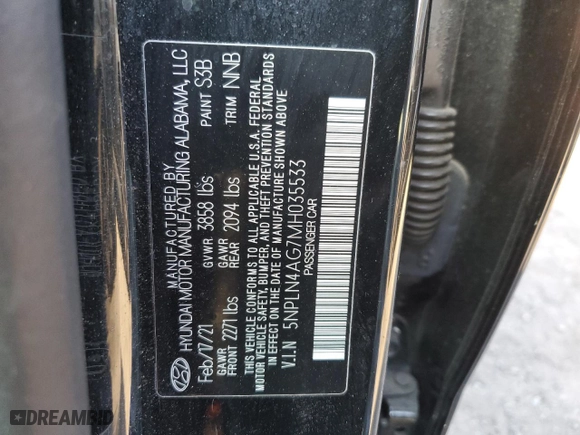 MANUFACTURED BY
HYUNDAI MOTOR MANUFACTURING ALABAMA, LLC
Feb/17/21 GVWR 3858 lbs PAINT S3B
GAWR FRONT 2271 lbs GAWR REAR 2094 lbs TRIM NNB
THIS VEHICLE CONFORMS TO ALL APPLICABLE U.S.A. FEDERAL
MOTOR VEHICLE SAFETY, BUMPER, AND THEFT PREVENTION STANDARDS
IN EFFECT ON THE DATE OF MANUFACTURE SHOWN ABOVE
V.I.N 5NPLN4AG7MH035533
PASSENGER CAR
DREAMBID